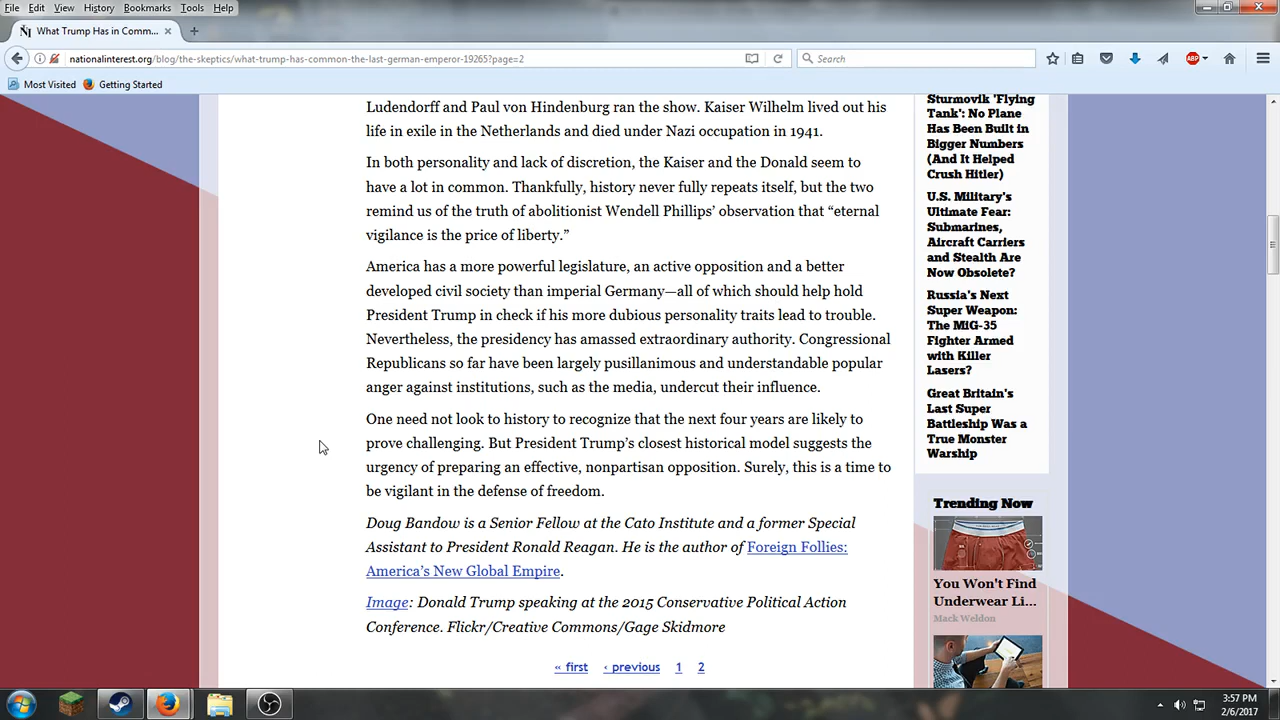 File Edit View History Bookmarks Tools Help
What Trump Has in Comm...
nationalinterest.org/blog/the-skeptics/what-trump-has-common-the-last-german-emperor-19265?page=2
Search
ABP
Most Visited Getting Started
Ludendorff and Paul von Hindenburg ran the show. Kaiser Wilhelm lived out his
life in exile in the Netherlands and died under Nazi occupation in 1941.
In both personality and lack of discretion, the Kaiser and the Donald seem to
have a lot in common. Thankfully, history never fully repeats itself, but the two
remind us of the truth of abolitionist Wendell Phillips’ observation that “eternal
vigilance is the price of liberty.”
America has a more powerful legislature, an active opposition and a better
developed civil society than imperial Germany—all of which should help hold
President Trump in check if his more dubious personality traits lead to trouble.
Nevertheless, the presidency has amassed extraordinary authority. Congressional
Republicans so far have been largely pusillanimous and understandable popular
anger against institutions, such as the media, undercut their influence.
One need not look to history to recognize that the next four years are likely to
prove challenging. But President Trump’s closest historical model suggests the
urgency of preparing an effective, nonpartisan opposition. Surely, this is a time to
be vigilant in the defense of freedom.
Doug Bandow is a Senior Fellow at the Cato Institute and a former Special
Assistant to President Ronald Reagan. He is the author of Foreign Follies:
America’s New Global Empire.
Image: Donald Trump speaking at the 2015 Conservative Political Action
Conference. Flickr/Creative Commons/Gage Skidmore
« first ‹ previous 1 2
Sturmovik 'Flying
Tank': No Plane
Has Been Built in
Bigger Numbers
(And It Helped
Crush Hitler)
U.S. Military's
Ultimate Fear:
Submarines,
Aircraft Carriers
and Stealth Are
Now Obsolete?
Russia's Next
Super Weapon:
The MiG-35
Fighter Armed
with Killer
Lasers?
Great Britain's
Last Super
Battleship Was a
True Monster
Warship
Trending Now
You Won't Find
Underwear Li...
Mack Weldon
3:57 PM
2/6/2017